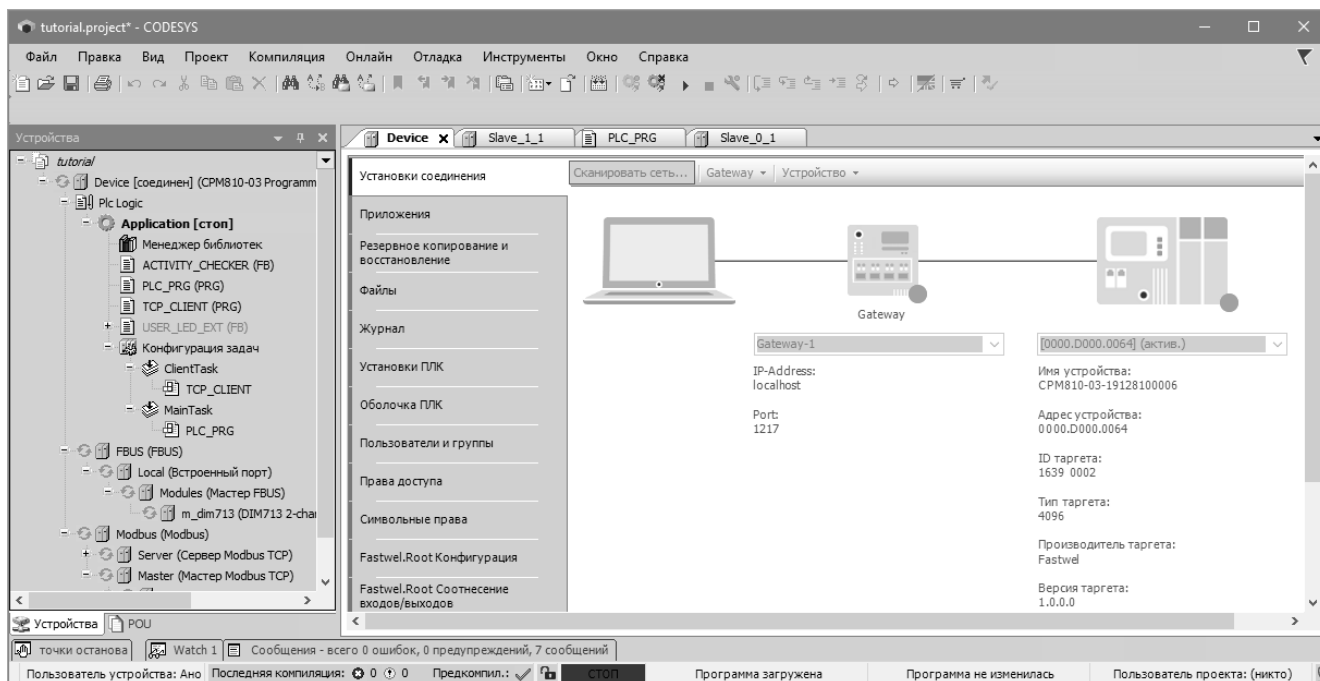 tutorial.project* - CODESYS
Файл Правка Вид Проект Компиляция Онлайн Отладка Инструменты Окно Справка
Устройства
tutorial
Device [соединен] (CPM810-03 Programm
Plc Logic
Application [стоп]
Менеджер библиотек
ACTIVITY_CHECKER (FB)
PLC_PRG (PRG)
TCP_CLIENT (PRG)
USER_LED_EXT (FB)
Конфигурация задач
ClientTask
TCP_CLIENT
MainTask
PLC_PRG
FBUS (FBUS)
Local (Встроенный порт)
Modules (Мастер FBUS)
m_dim713 (DIM713 2-chai
Modbus (Modbus)
Server (Сервер Modbus TCP)
Master (Мастер Modbus TCP)
Устройства POU
Device Slave_1_1 PLC_PRG Slave_0_1
Установки соединения
Приложения
Резервное копирование и
восстановление
Файлы
Журнал
Установки ПЛК
Оболочка ПЛК
Пользователи и группы
Права доступа
Символьные права
Fastwel.Root Конфигурация
Fastwel.Root Соотнесение
входов/выходов
Сканировать сеть... Gateway Устройство
Gateway
Gateway-1
IP-Address:
localhost
Port:
1217
[0000.D000.0064] (актив.)
Имя устройства:
CPM810-03-19128100006
Адрес устройства:
0000.D000.0064
ID таргета:
1639 0002
Тип таргета:
4096
Производитель таргета:
Fastwel
Версия таргета:
1.0.0.0
точки останова Watch 1 Сообщения - всего 0 ошибок, 0 предупреждений, 7 сообщений
Пользователь устройства: Ано Последняя компиляция: 0 0 Предкомпил.: СТОП Программа загружена Программа не изменилась Пользователь проекта: (никто)